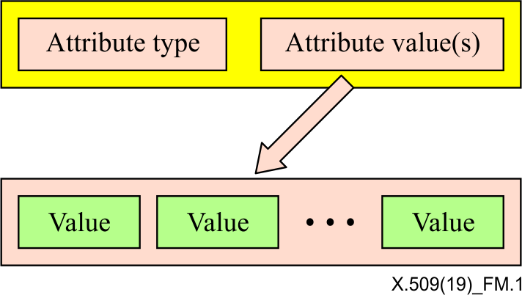 Attribute type Attribute value(s)
Value Value • • • Value
X.509(19)_FM.1